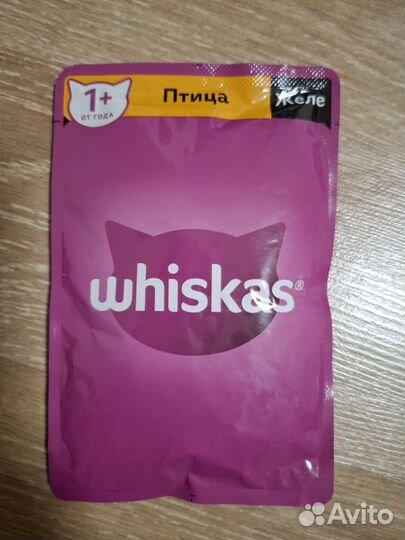 1+
ОТ ГОДА
Птица
Желе
whiskas®
Avito